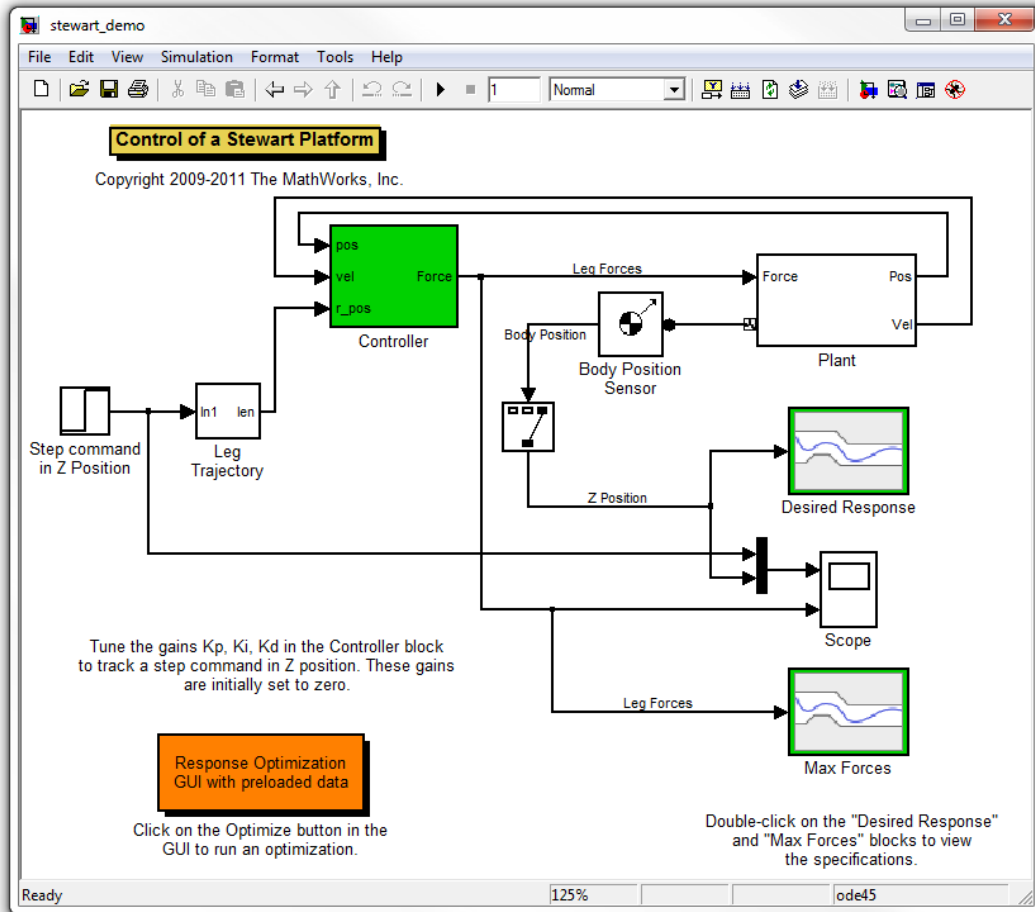 stewart_demo
File Edit View Simulation Format Tools Help
1 Normal
Control of a Stewart Platform
Copyright 2009-2011 The MathWorks, Inc.
pos
vel
r_pos
Force
Controller
Leg Forces
Force
Pos
Vel
Plant
Body Position
Body Position
Sensor
Step command
in Z Position
In1 len
Leg
Trajectory
Z Position
Desired Response
Scope
Tune the gains Kp, Ki, Kd in the Controller block
to track a step command in Z position. These gains
are initially set to zero.
Leg Forces
Max Forces
Response Optimization
GUI with preloaded data
Click on the Optimize button in the
GUI to run an optimization.
Double-click on the "Desired Response"
and "Max Forces" blocks to view
the specifications.
Ready 125% ode45